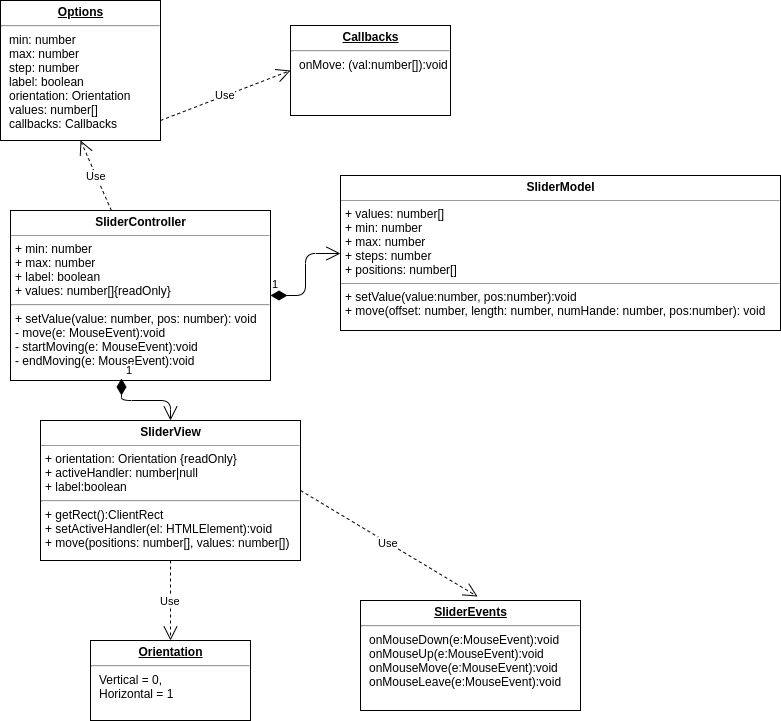 Options
min: number
max: number
step: number
label: boolean
orientation: Orientation
values: number[]
callbacks: Callbacks
Callbacks
onMove: (val:number[]):void
Use
Use
SliderController
+ min: number
+ max: number
+ label: boolean
+ values: number[]{readOnly}
+ setValue(value: number, pos: number): void
- move(e: MouseEvent):void
- startMoving(e: MouseEvent):void
- endMoving(e: MouseEvent):void
1
1
SliderModel
+ values: number[]
+ min: number
+ max: number
+ steps: number
+ positions: number[]
+ setValue(value:number, pos:number):void
+ move(offset: number, length: number, numHande: number, pos:number): void
SliderView
+ orientation: Orientation {readOnly}
+ activeHandler: number|null
+ label:boolean
+ getRect():ClientRect
+ setActiveHandler(el: HTMLElement):void
+ move(positions: number[], values: number[])
Use
Use
Orientation
Vertical = 0,
Horizontal = 1
SliderEvents
onMouseDown(e:MouseEvent):void
onMouseUp(e:MouseEvent):void
onMouseMove(e:MouseEvent):void
onMouseLeave(e:MouseEvent):void